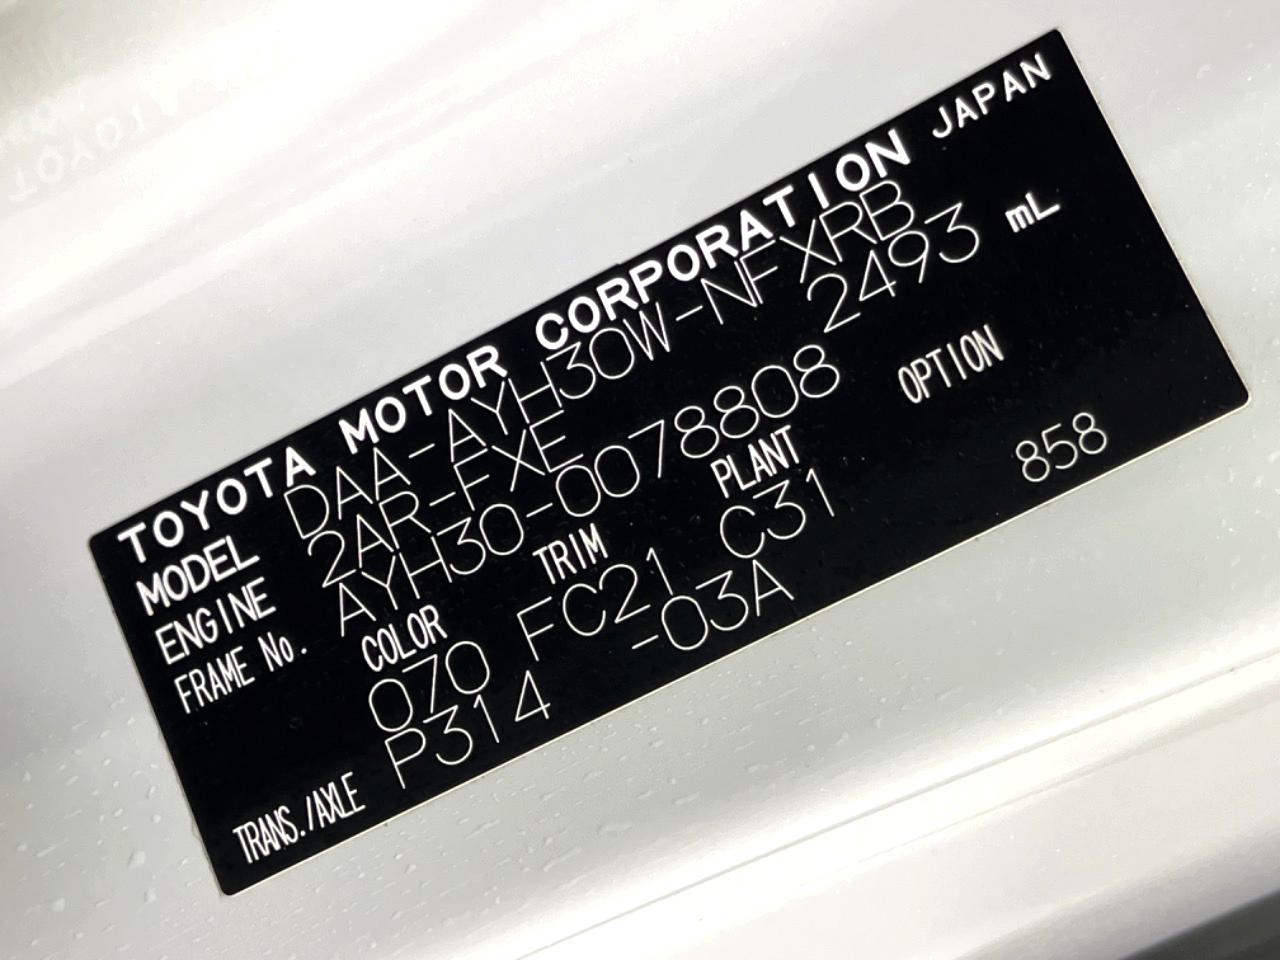 TOYOTA MOTOR CORPORATION JAPAN
MODEL DAA-AYH30W-NFXRB
ENGINE 2AR-FXE 2493 mL
FRAME No. AYH30-0078808
COLOR TRIM PLANT OPTION
070 FC21 C31 858
TRANS./AXLE P314 -03A
TOYOTA